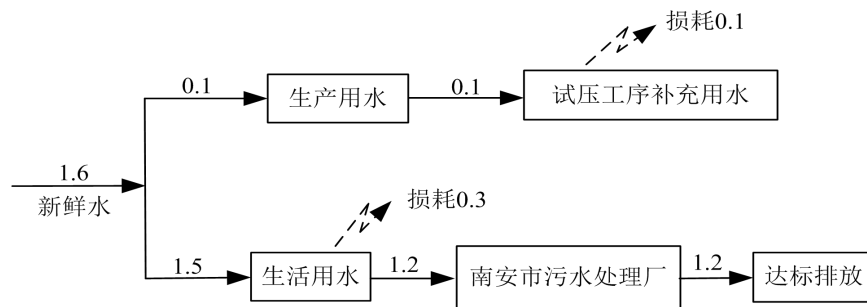 损耗0.1
0.1
生产用水
0.1
试压工序补充用水
1.6
新鲜水
损耗0.3
1.5
生活用水
1.2
南安市污水处理厂
1.2
达标排放